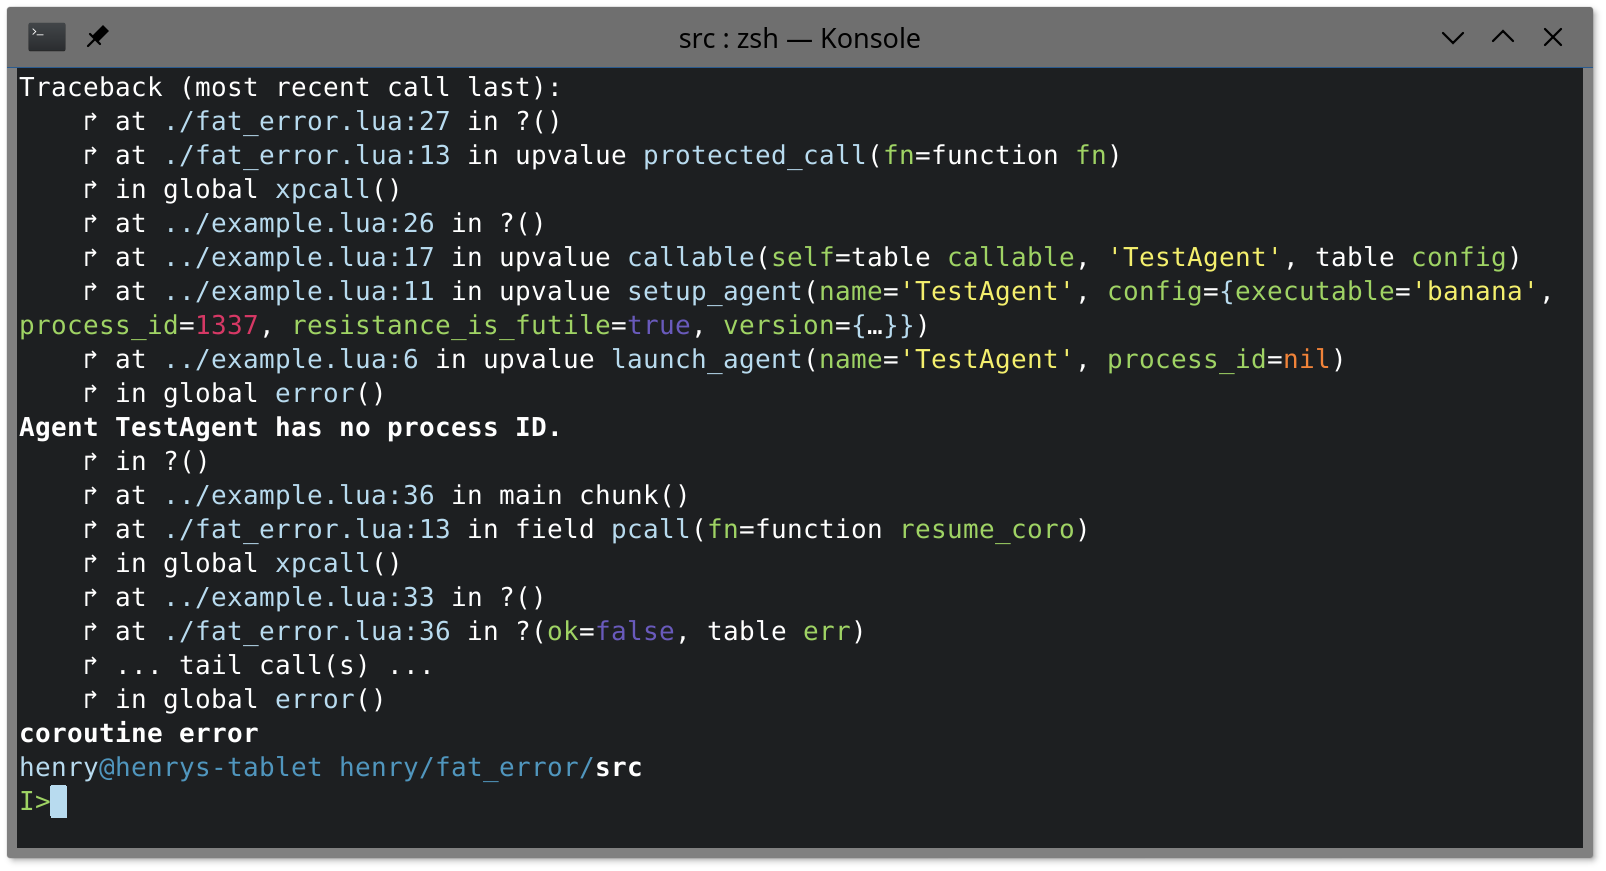 src : zsh — Konsole
Traceback (most recent call last):
    ↱ at ./fat_error.lua:27 in ?()
    ↱ at ./fat_error.lua:13 in upvalue protected_call(fn=function fn)
    ↱ in global xpcall()
    ↱ at ../example.lua:26 in ?()
    ↱ at ../example.lua:17 in upvalue callable(self=table callable, 'TestAgent', table config)
    ↱ at ../example.lua:11 in upvalue setup_agent(name='TestAgent', config={executable='banana',
process_id=1337, resistance_is_futile=true, version={…}})
    ↱ at ../example.lua:6 in upvalue launch_agent(name='TestAgent', process_id=nil)
    ↱ in global error()
Agent TestAgent has no process ID.
    ↱ in ?()
    ↱ at ../example.lua:36 in main chunk()
    ↱ at ./fat_error.lua:13 in field pcall(fn=function resume_coro)
    ↱ in global xpcall()
    ↱ at ../example.lua:33 in ?()
    ↱ at ./fat_error.lua:36 in ?(ok=false, table err)
    ↱ ... tail call(s) ...
    ↱ in global error()
coroutine error
henry@henrys-tablet henry/fat_error/src
I>